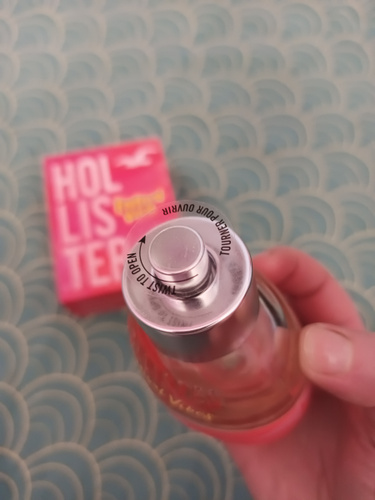 HOL
LIS
TER
TOURNER POUR OUVRIR
TWIST TO OPEN